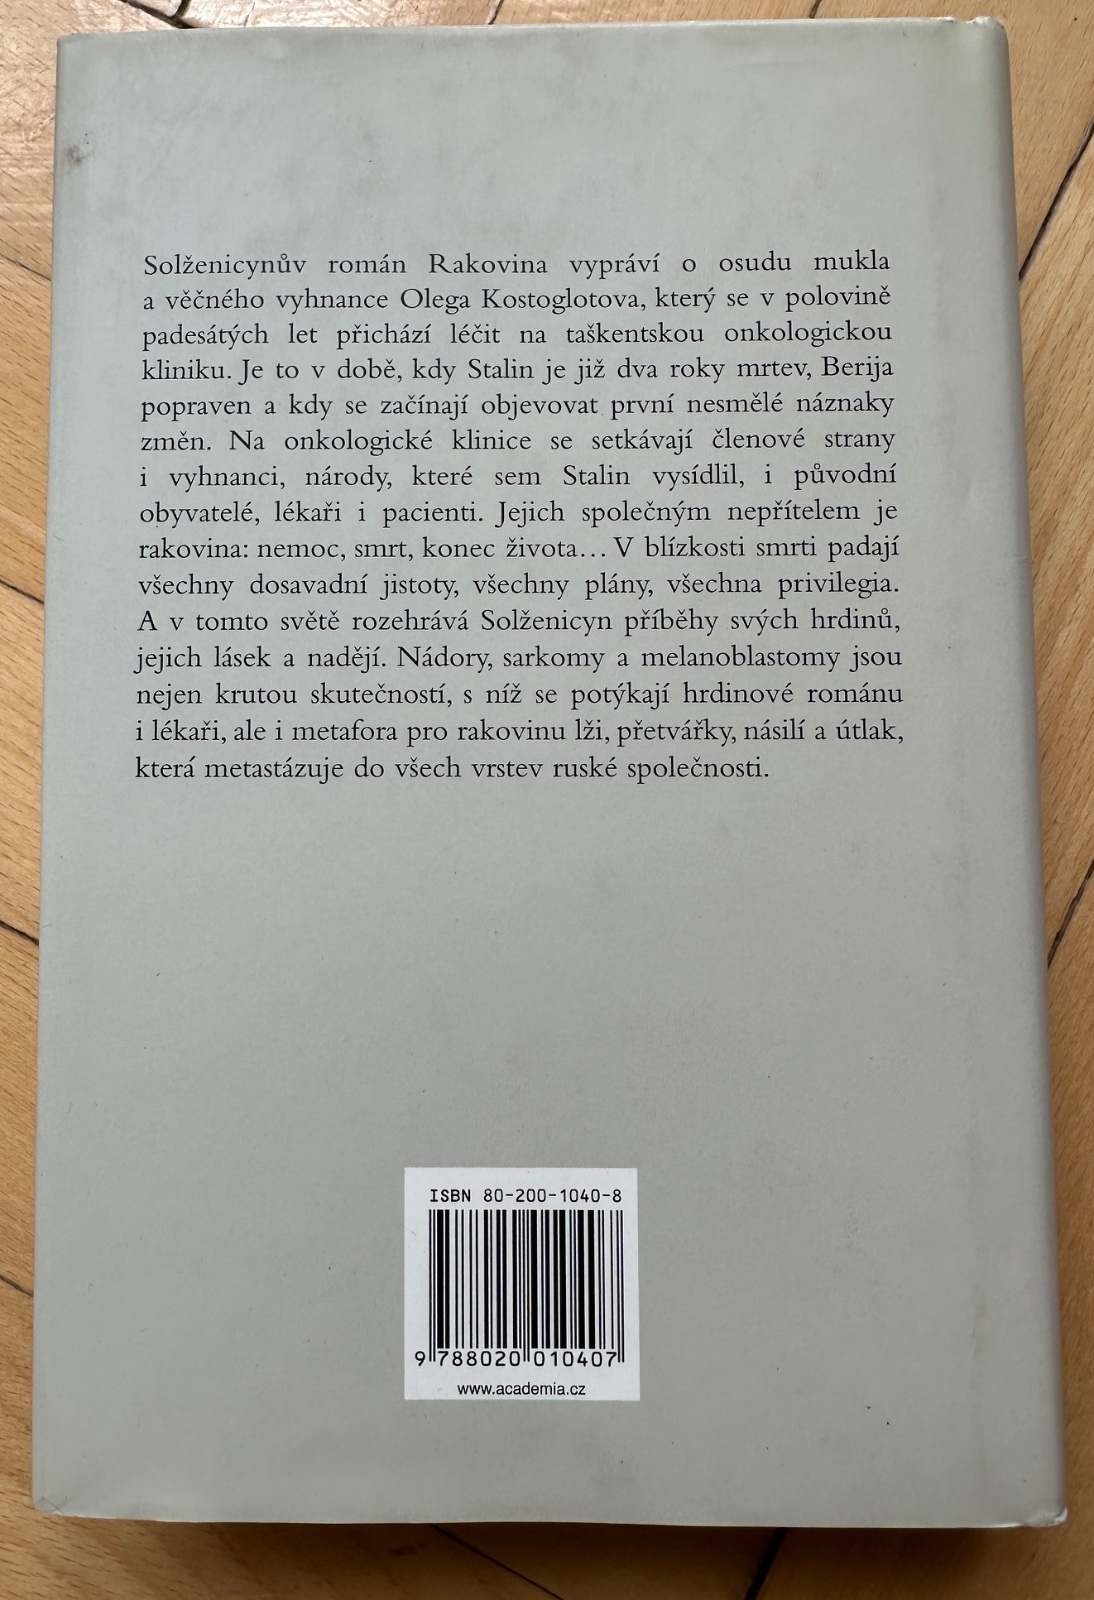 Solženicynův román Rakovina vypráví o osudu mukla
a věčného vyhnance Olega Kostoglotova, který se v polovině
padesátých let přichází léčit na taškentskou onkologickou
kliniku. Je to v době, kdy Stalin je již dva roky mrtev, Berija
popraven a kdy se začínají objevovat první nesmělé náznaky
změn. Na onkologické klinice se setkávají členové strany
i vyhnanci, národy, které sem Stalin vysídlil, i původní
obyvatelé, lékaři i pacienti. Jejich společným nepřítelem je
rakovina: nemoc, smrt, konec života... V blízkosti smrti padají
všechny dosavadní jistoty, všechny plány, všechna privilegia.
A v tomto světě rozehrává Solženicyn příběhy svých hrdinů,
jejich lásek a nadějí. Nádory, sarkomy a melanoblastomy jsou
nejen krutou skutečností, s níž se potýkají hrdinové románu
i lékaři, ale i metafora pro rakovinu lži, přetvářky, násilí a útlak,
která metastázuje do všech vrstev ruské společnosti.
ISBN 80-200-1040-8
9 788020 010407
www.academia.cz